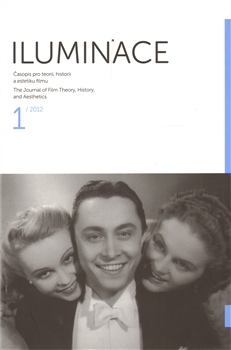 ILUMINACE
Časopis pro teorii, historii
a estetiku filmu
The Journal of Film Theory, History,
and Aesthetics
1 / 2012